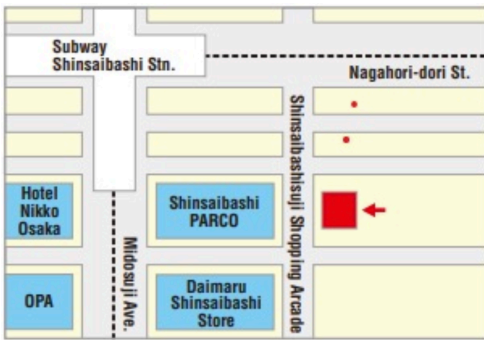 Subway
Shinsaibashi Stn.
Nagahori-dori St.
Shinsaibashisuji Shopping Arcade
Hotel
Nikko
Osaka
Shinsaibashi
PARCO
Midosuji Ave.
OPA
Daimaru
Shinsaibashi
Store